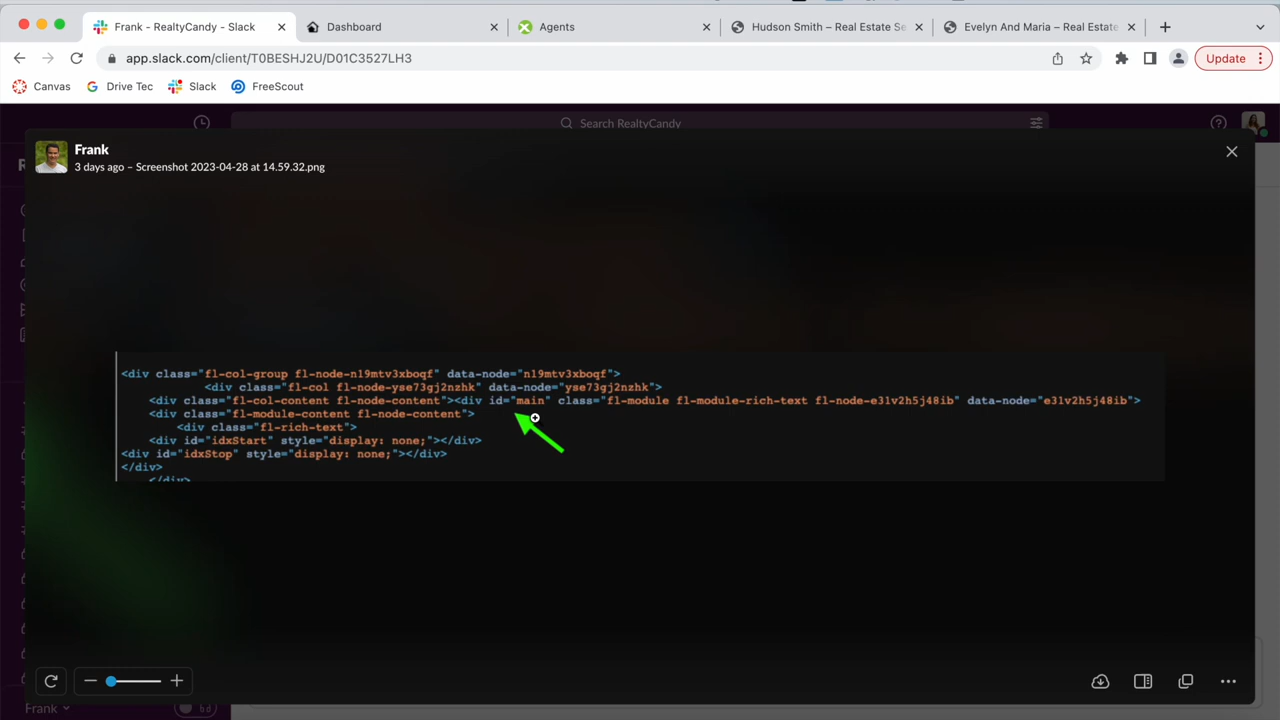 Frank - RealtyCandy - Slack
Dashboard
Agents
Hudson Smith – Real Estate Se
Evelyn And Maria – Real Estate
app.slack.com/client/T0BESHJ2U/D01C3527LH3
Update
Canvas
Drive Tec
Slack
FreeScout
Search RealtyCandy
Frank
3 days ago – Screenshot 2023-04-28 at 14.59.32.png
<div class="fl-col-group fl-node-n19mtv3xboqf" data-node="n19mtv3xboqf">
<div class="fl-col fl-node-yse73gj2nzhk" data-node="yse73gj2nzhk">
<div class="fl-col-content fl-node-content"><div id="main" class="fl-module fl-module-rich-text fl-node-e31v2h5j48ib" data-node="e31v2h5j48ib">
<div class="fl-module-content fl-node-content">
<div class="fl-rich-text">
<div id="idxStart" style="display: none;"></div>
<div id="idxStop" style="display: none;"></div>
</div>
</div>
Frank